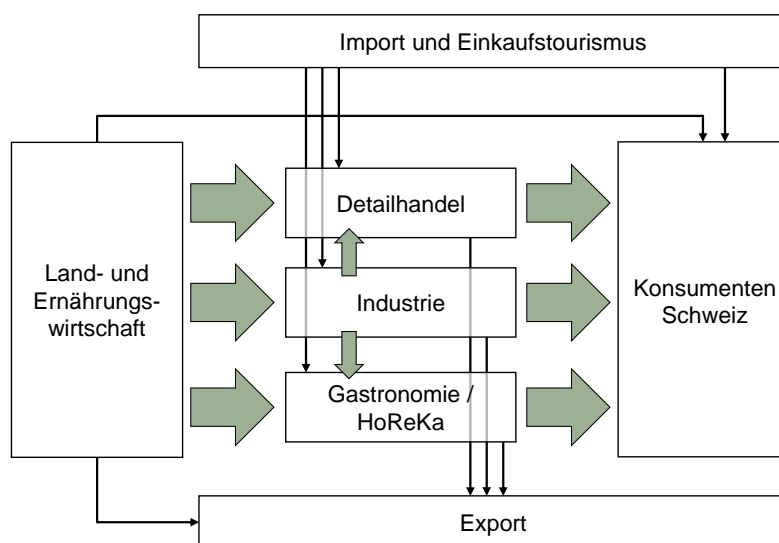 Import und Einkaufstourismus
Detailhandel
Land- und
Ernährungs-
wirtschaft
Industrie
Konsumenten
Schweiz
Gastronomie /
HoReKa
Export